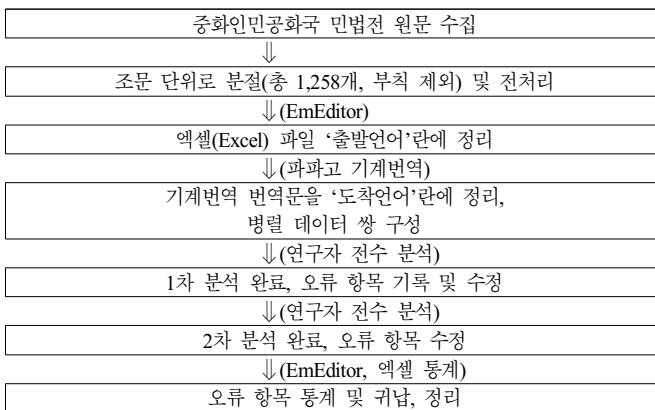 중화인민공화국 민법전 원문 수집
⇓
조문 단위로 분절(총 1,258개, 부칙 제외) 및 전처리
⇓(EmEditor)
엑셀(Excel) 파일 ‘출발언어’란에 정리
⇓(파파고 기계번역)
기계번역 번역문을 ‘도착언어’란에 정리,
병렬 데이터 쌍 구성
⇓(연구자 전수 분석)
1차 분석 완료, 오류 항목 기록 및 수정
⇓(연구자 전수 분석)
2차 분석 완료, 오류 항목 수정
⇓(EmEditor, 엑셀 통계)
오류 항목 통계 및 귀납, 정리